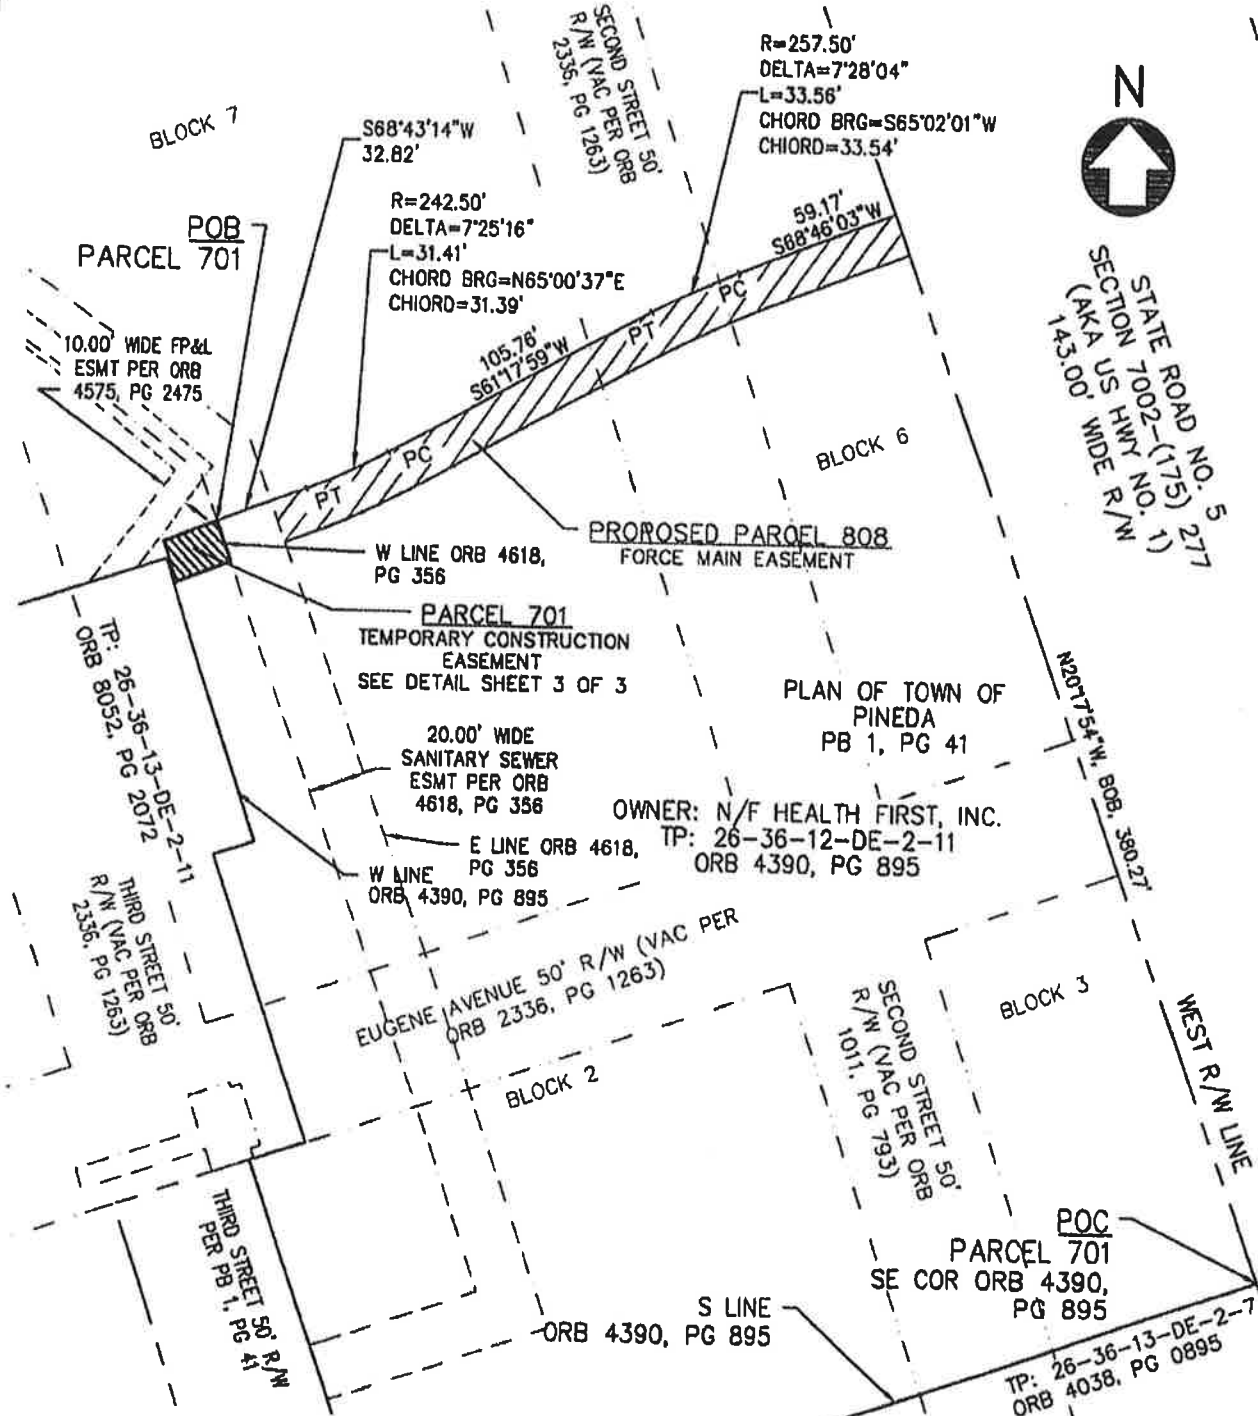 SECOND STREET 50'
R/W (VAC PER ORB
2336, PG 1263)
R=257.50'
DELTA=7°28'04"
L=33.56'
CHORD BRG=S65°02'01"W
CHIORD=33.54'
N
BLOCK 7
S68°43'14"W
32.82'
R=242.50'
DELTA=7°25'16"
L=31.41'
CHORD BRG=N65°00'37"E
CHIORD=31.39'
POB
PARCEL 701
59.17'
S68°46'03"W
STATE ROAD NO. 5
SECTION 7002-(175) 277
(AKA US HWY NO. 1)
143.00' WIDE R/W
10.00' WIDE FP&L
ESMT PER ORB
4575, PG 2475
105.76'
S61°17'59"W
PC
PT
PC
PT
BLOCK 6
PROROSED PAROEL 808
FORCE MAIN EASEMENT
W LINE ORB 4618,
PG 356
PARCEL 701
TEMPORARY CONSTRUCTION
EASEMENT
SEE DETAIL SHEET 3 OF 3
TP: 26-36-13-DE-2-11
ORB 8052, PG 2072
PLAN OF TOWN OF
PINEDA
PB 1, PG 41
N20°17'54"W, BOB, 380.27'
20.00' WIDE
SANITARY SEWER
ESMT PER ORB
4618, PG 356
OWNER: N/F HEALTH FIRST, INC.
TP: 26-36-12-DE-2-11
ORB 4390, PG 895
E LINE ORB 4618,
PG 356
W LINE
ORB 4390, PG 895
THIRD STREET 50'
R/W (VAC PER ORB
2336, PG 1263)
EUGENE AVENUE 50' R/W (VAC PER
ORB 2336, PG 1263)
SECOND STREET 50'
R/W (VAC PER ORB
1011, PG 793)
BLOCK 3
WEST R/W LINE
BLOCK 2
THIRD STREET 50' R/W
PER PB 1, PG 41
POC
PARCEL 701
SE COR ORB 4390,
PG 895
S LINE
ORB 4390, PG 895
TP: 26-36-13-DE-2-7
ORB 4038, PG 0895